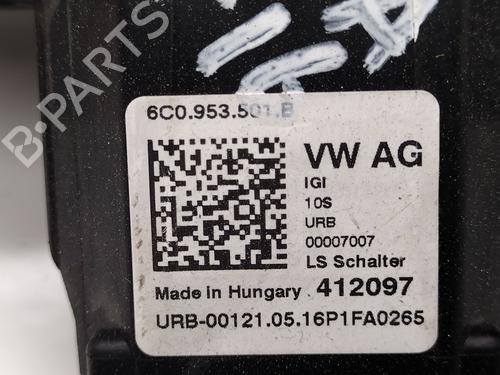 B-PARTS
6C0.953.501.B
VW AG
IGI
10S
URB
00007007
LS Schalter
Made in Hungary 412097
URB-00121.05.16P1FA0265